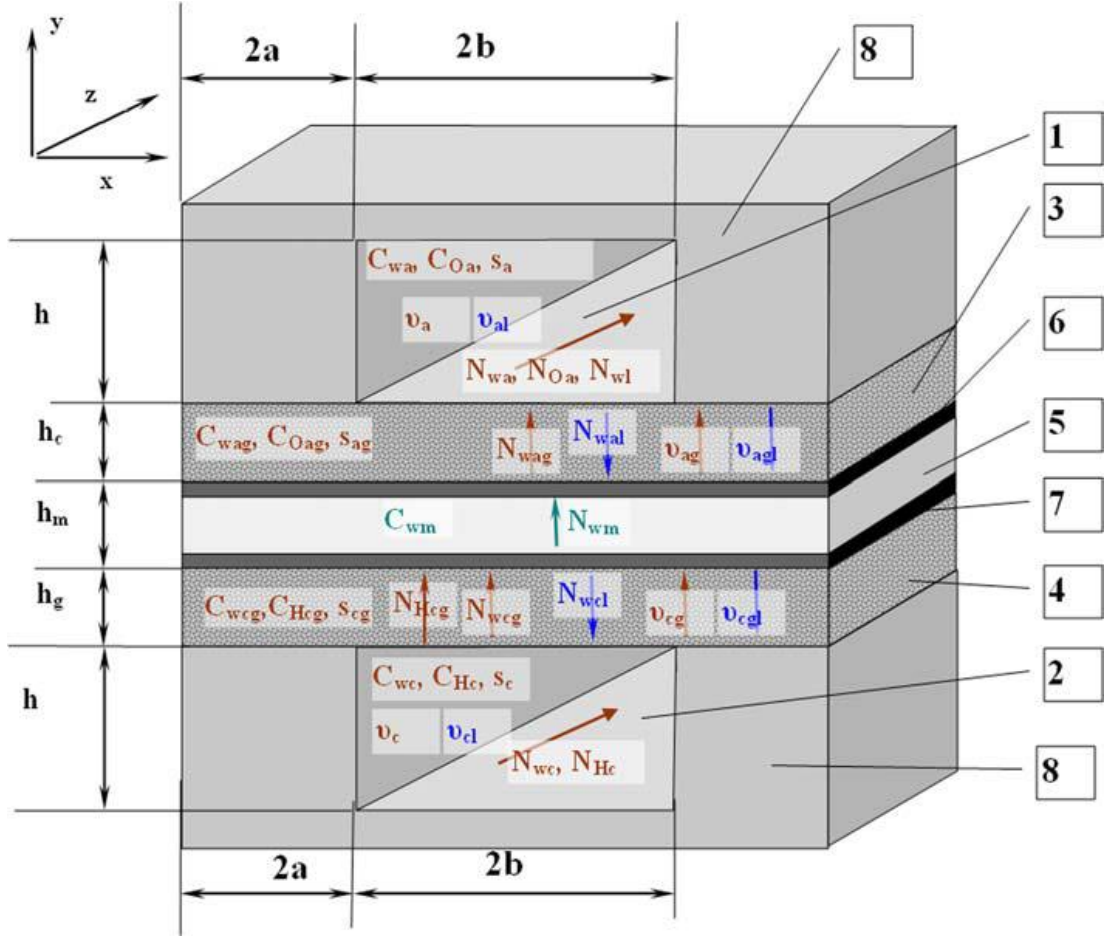 y
z
x
2a
2b
8
1
3
6
5
7
4
2
8
h
h_c
h_m
h_g
h
C_wa, C_Oa, s_a
υ_a υ_al
N_wa, N_Oa, N_wl
C_wag, C_Oag, s_ag
N_wag
N_wal
υ_ag
υ_agl
C_wm
N_wm
C_wcg, C_Hcg, s_cg
N_Hcg
N_wcg
N_wcl
υ_cg
υ_cgl
C_wc, C_Hc, s_c
υ_c υ_cl
N_wc, N_Hc
2a
2b